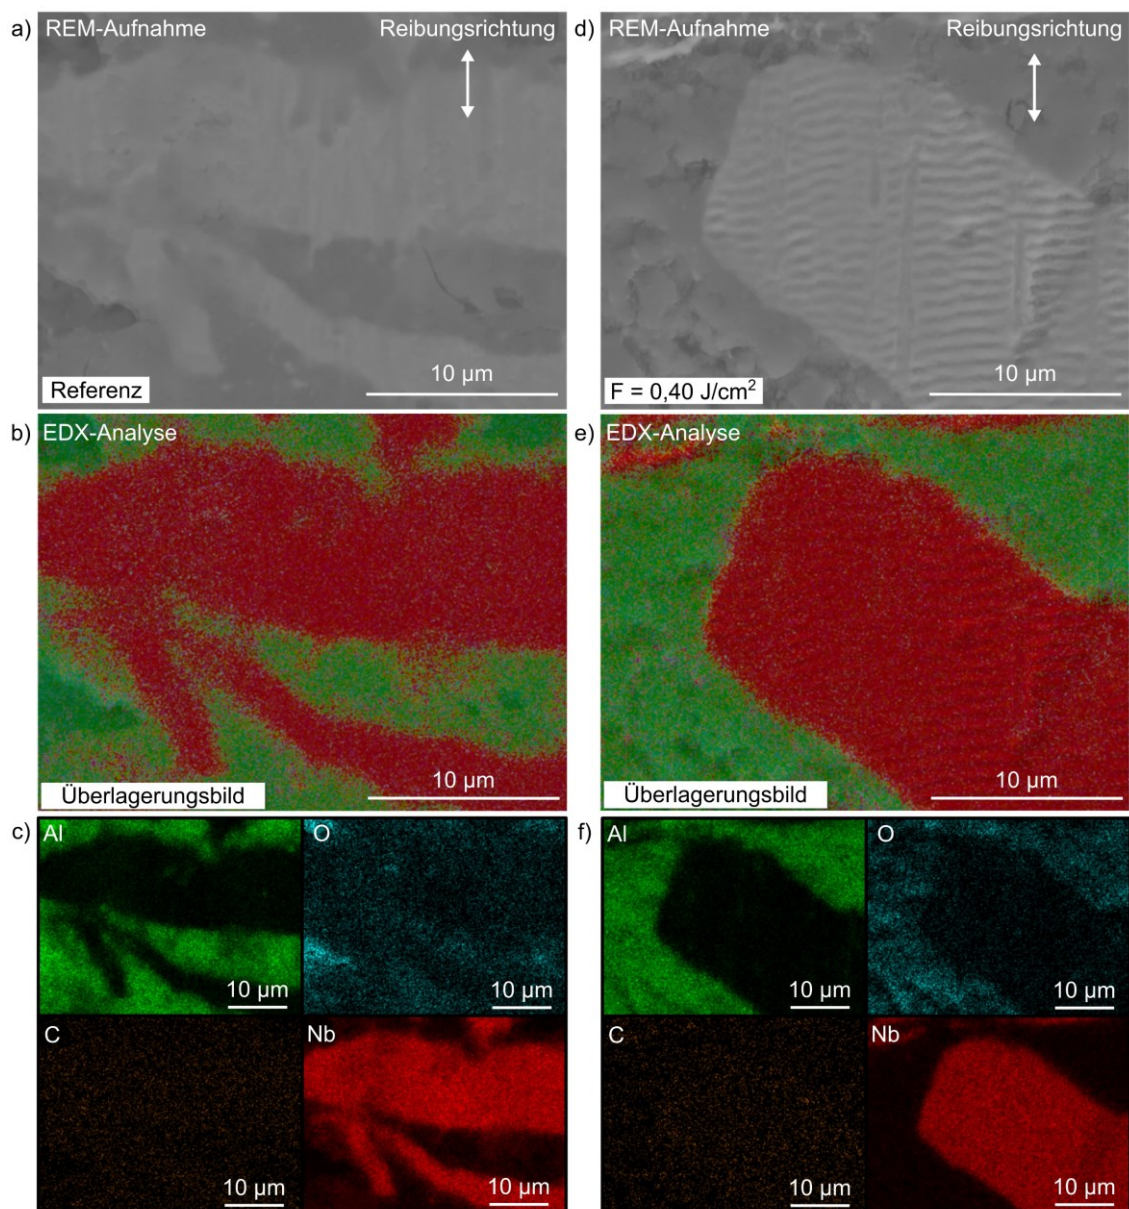 a) REM-Aufnahme Reibungsrichtung
10 µm
Referenz
b) EDX-Analyse
10 µm
Überlagerungsbild
c) Al O
10 µm 10 µm
C Nb
10 µm 10 µm
d) REM-Aufnahme Reibungsrichtung
10 µm
F = 0,40 J/cm²
e) EDX-Analyse
10 µm
Überlagerungsbild
f) Al O
10 µm 10 µm
C Nb
10 µm 10 µm